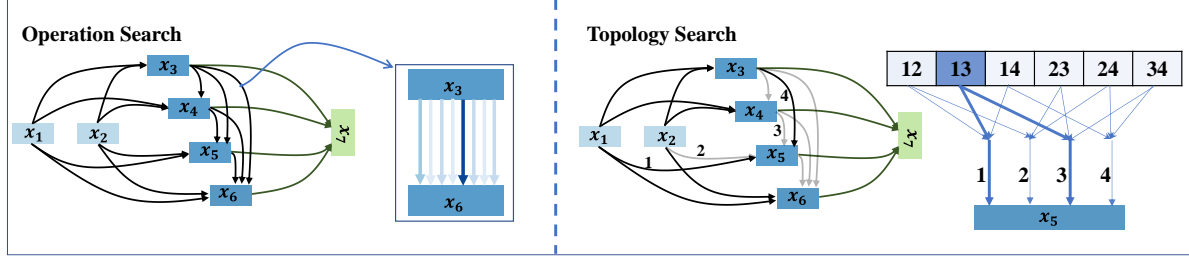 Operation Search
x₃
x₄
x₁
x₂
x₅
x₆
x₇
x₃
x₆
Topology Search
x₃
4
x₄
3
x₁
x₂
2
1
x₅
x₆
x₇
12 13 14 23 24 34
1 2 3 4
x₅